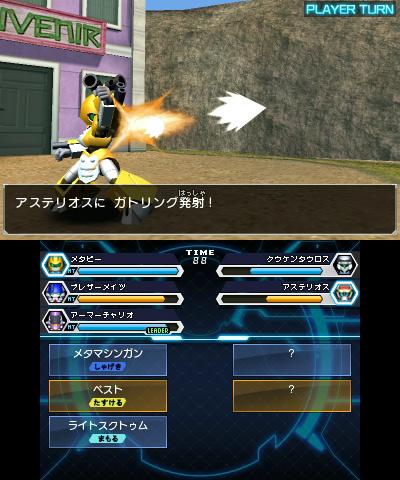 PLAYER TURN
VENIR
はっしゃ
アステリオスに ガトリング発射！
TIME
88
メタビー
クウケンタウロス
プレザーメイツ
アステリオス
アーマーチャリオ
LEADER
メタマシンガン
?
しゃげき
ベスト
?
たすける
ライトスクトゥム
まもる